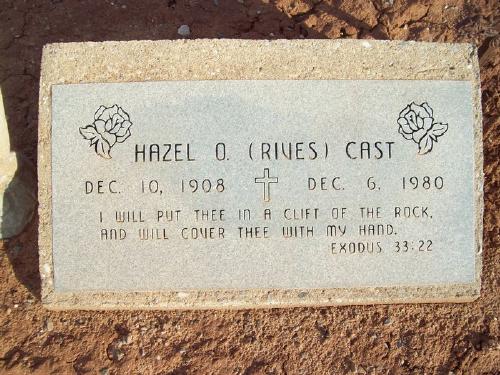 HAZEL O. (RIVES) CAST
DEC. 10, 1908 DEC. 6, 1980
I WILL PUT THEE IN A CLIFT OF THE ROCK,
AND WILL COVER THEE WITH MY HAND.
EXODUS 33:22